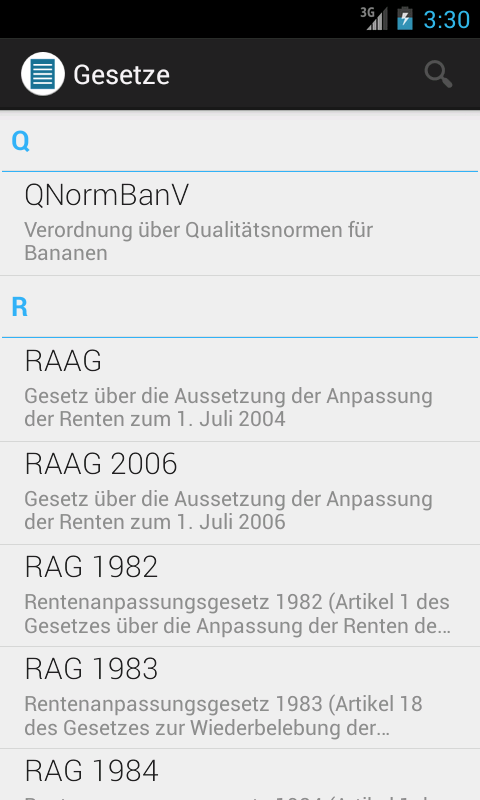 3G
3:30
Gesetze
Q
QNormBanV
Verordnung über Qualitätsnormen für
Bananen
R
RAAG
Gesetz über die Aussetzung der Anpassung
der Renten zum 1. Juli 2004
RAAG 2006
Gesetz über die Aussetzung der Anpassung
der Renten zum 1. Juli 2006
RAG 1982
Rentenanpassungsgesetz 1982 (Artikel 1 des
Gesetzes über die Anpassung der Renten de…
RAG 1983
Rentenanpassungsgesetz 1983 (Artikel 18
des Gesetzes zur Wiederbelebung der…
RAG 1984